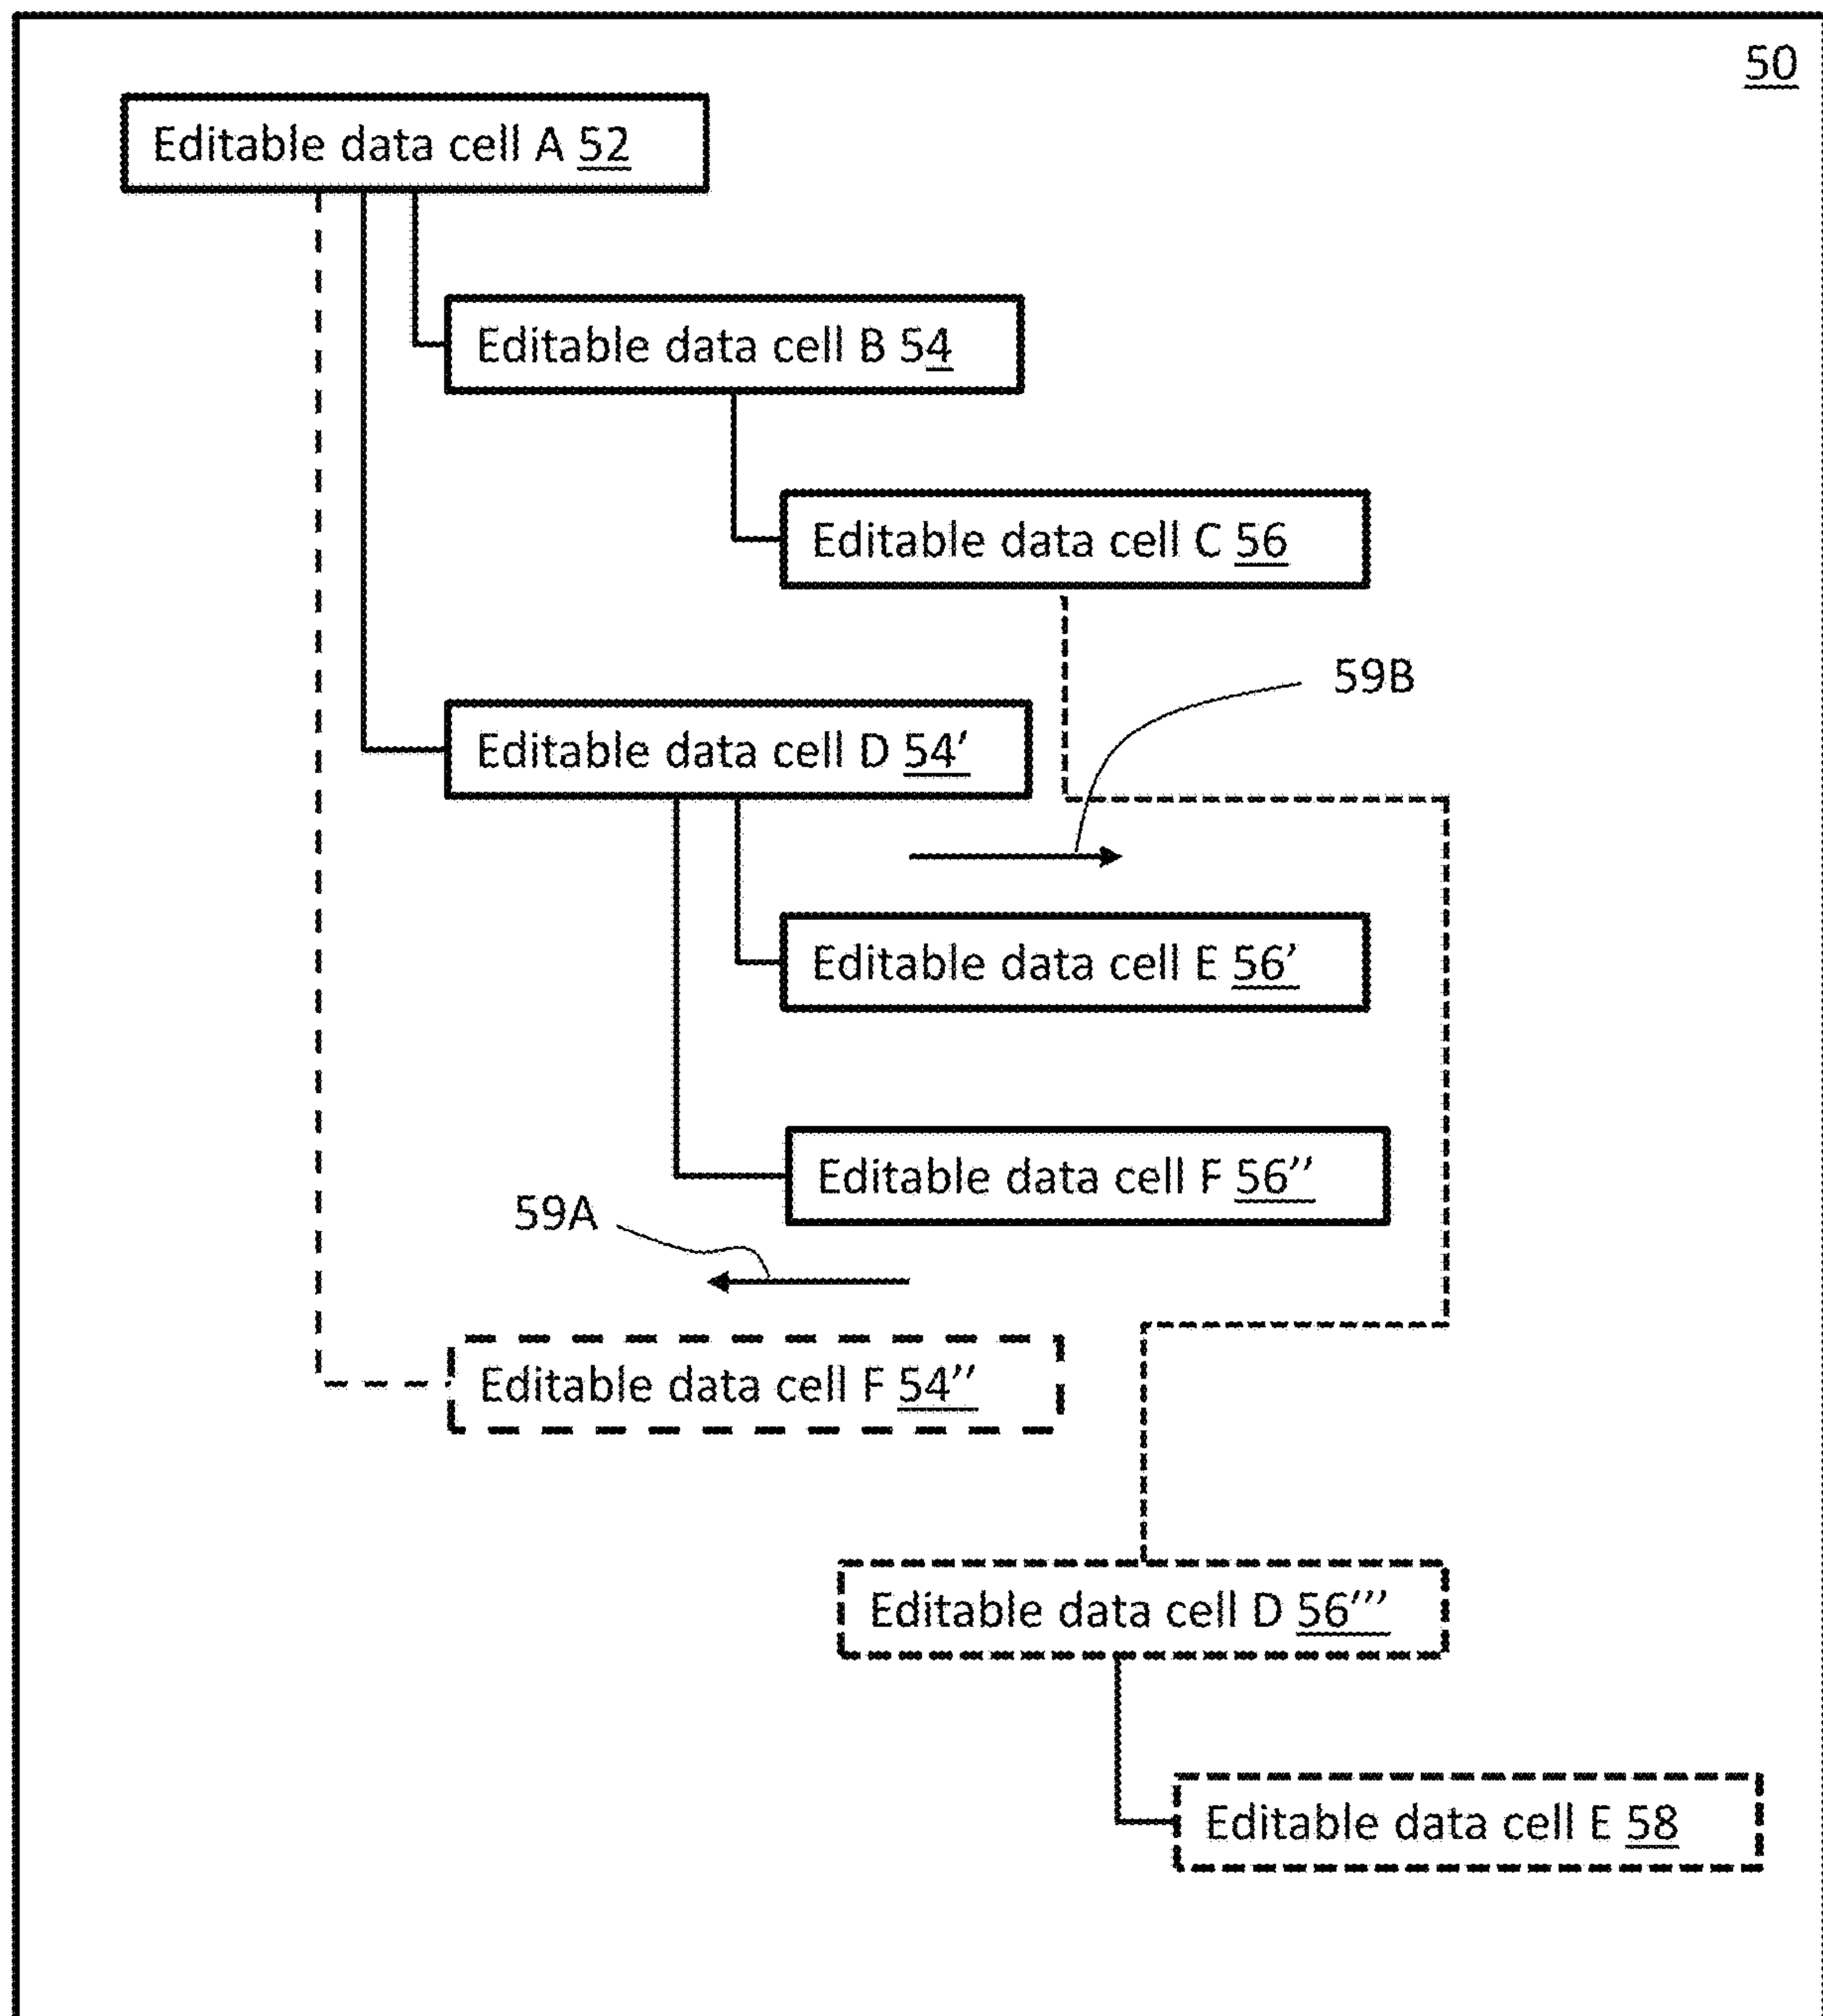 50
Editable data cell A 52
Editable data cell B 54
Editable data cell C 56
59B
Editable data cell D 54′
Editable data cell E 56′
Editable data cell F 56′′
59A
Editable data cell F 54′′
Editable data cell D 56′′′
Editable data cell E 58